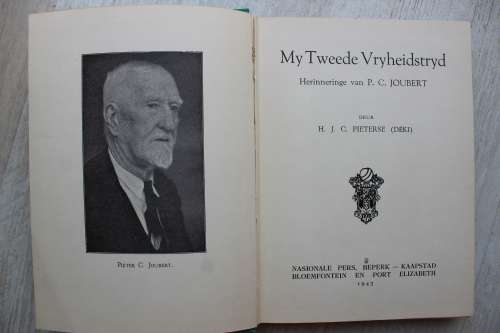 PIETER C. JOUBERT.
My Tweede Vryheidstryd
Herinneringe van P. C. JOUBERT
DEUR
H. J. C. PIETERSE (DEKI)
NASIONALE PERS, BEPERK — KAAPSTAD
BLOEMFONTEIN EN PORT ELIZABETH